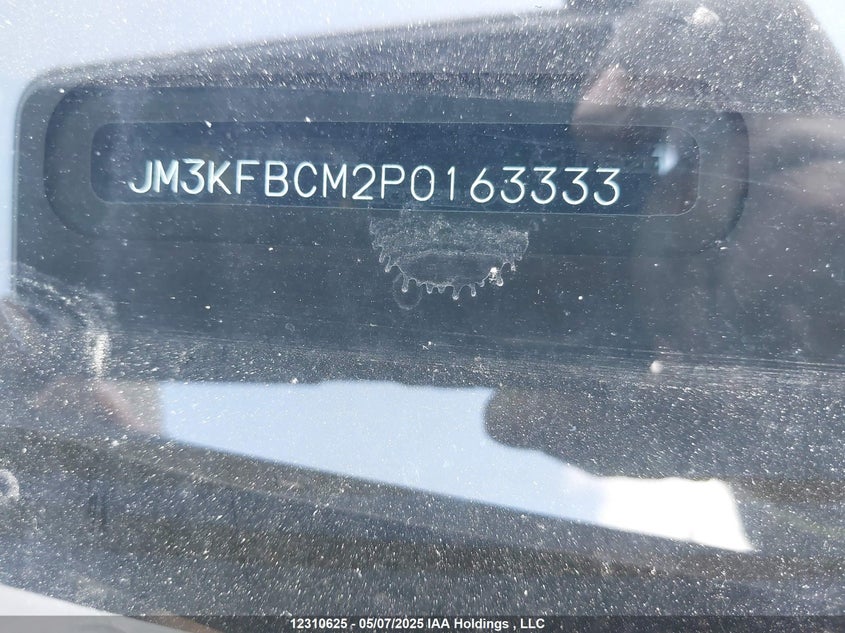 JM3KFBCM2P0163333
12310625 - 05/07/2025 IAA Holdings , LLC